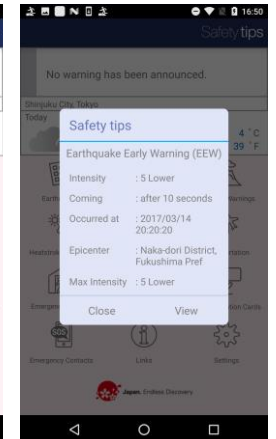 16:50
Safety tips
No warning has been announced.
Shinjuku City, Tokyo
Today
4 °C
39 °F
Safety tips
Earthquake Early Warning (EEW)
Intensity : 5 Lower
Coming : after 10 seconds
Occurred at : 2017/03/14
20:20:20
Epicenter : Naka-dori District,
Fukushima Pref
Max Intensity : 5 Lower
Close View
SOS
Emergency Contacts Links Settings
Japan. Endless Discovery